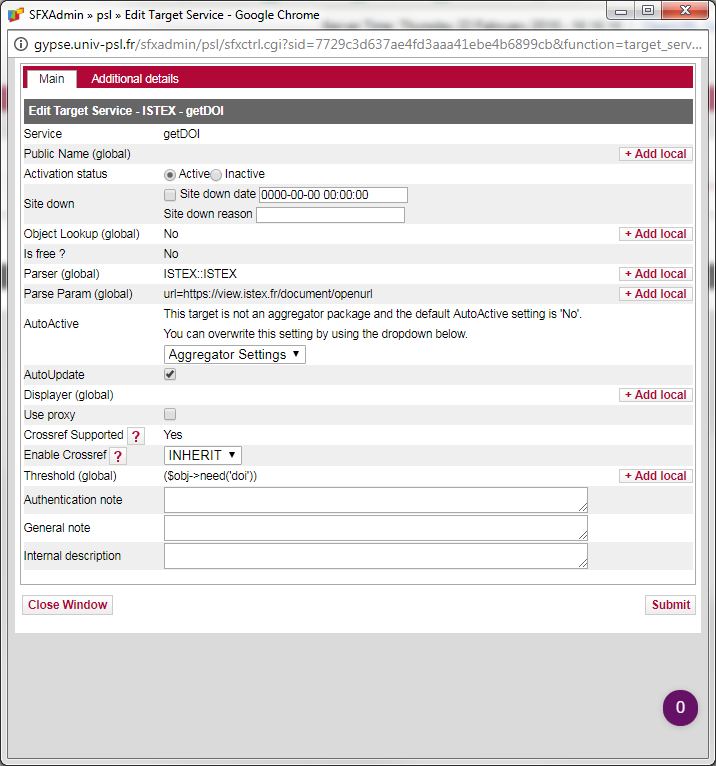 SFXAdmin » psl » Edit Target Service - Google Chrome
gypse.univ-psl.fr/sfxadmin/psl/sfxctrl.cgi?sid=7729c3d637ae4fd3aaa41ebe4b6899cb&function=target_serv...
Main Additional details
Edit Target Service - ISTEX - getDOI
Service getDOI
Public Name (global) + Add local
Activation status Active Inactive
Site down Site down date 0000-00-00 00:00:00
Site down reason
Object Lookup (global) No + Add local
Is free ? No
Parser (global) ISTEX::ISTEX + Add local
Parse Param (global) url=https://view.istex.fr/document/openurl + Add local
AutoActive This target is not an aggregator package and the default AutoActive setting is 'No'.
You can overwrite this setting by using the dropdown below.
Aggregator Settings
AutoUpdate
Displayer (global) + Add local
Use proxy
Crossref Supported ? Yes
Enable Crossref ? INHERIT
Threshold (global) ($obj->need('doi')) + Add local
Authentication note
General note
Internal description
Close Window Submit
0